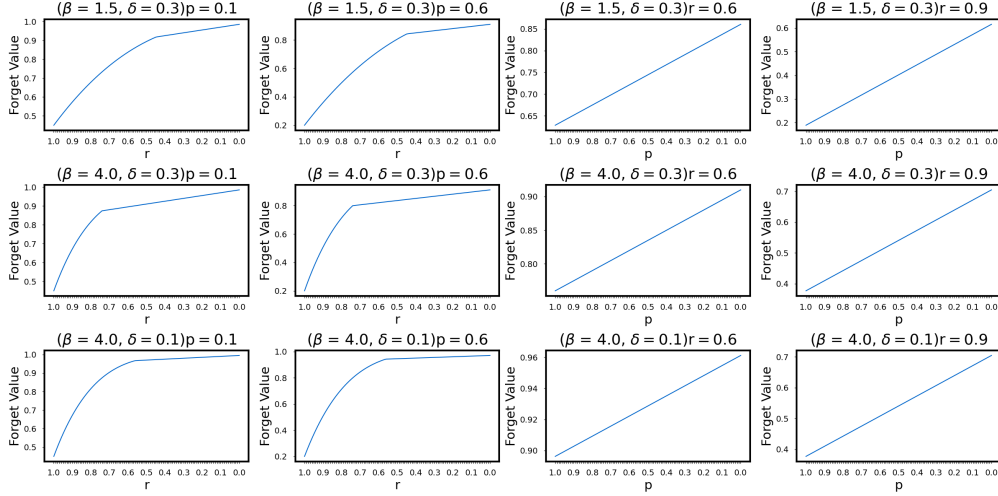 (β = 1.5, δ = 0.3)p = 0.1
Forget Value
1.0
0.9
0.8
0.7
0.6
0.5
1.0 0.9 0.8 0.7 0.6 0.5 0.4 0.3 0.2 0.1 0.0
r
(β = 1.5, δ = 0.3)p = 0.6
Forget Value
1.0
0.8
0.6
0.4
0.2
1.0 0.9 0.8 0.7 0.6 0.5 0.4 0.3 0.2 0.1 0.0
r
(β = 1.5, δ = 0.3)r = 0.6
Forget Value
0.85
0.80
0.75
0.70
0.65
1.0 0.9 0.8 0.7 0.6 0.5 0.4 0.3 0.2 0.1 0.0
p
(β = 1.5, δ = 0.3)r = 0.9
Forget Value
0.6
0.5
0.4
0.3
0.2
1.0 0.9 0.8 0.7 0.6 0.5 0.4 0.3 0.2 0.1 0.0
p
(β = 4.0, δ = 0.3)p = 0.1
Forget Value
1.0
0.9
0.8
0.7
0.6
0.5
1.0 0.9 0.8 0.7 0.6 0.5 0.4 0.3 0.2 0.1 0.0
r
(β = 4.0, δ = 0.3)p = 0.6
Forget Value
0.8
0.6
0.4
0.2
1.0 0.9 0.8 0.7 0.6 0.5 0.4 0.3 0.2 0.1 0.0
r
(β = 4.0, δ = 0.3)r = 0.6
Forget Value
0.90
0.85
0.80
1.0 0.9 0.8 0.7 0.6 0.5 0.4 0.3 0.2 0.1 0.0
p
(β = 4.0, δ = 0.3)r = 0.9
Forget Value
0.7
0.6
0.5
0.4
1.0 0.9 0.8 0.7 0.6 0.5 0.4 0.3 0.2 0.1 0.0
p
(β = 4.0, δ = 0.1)p = 0.1
Forget Value
1.0
0.9
0.8
0.7
0.6
0.5
1.0 0.9 0.8 0.7 0.6 0.5 0.4 0.3 0.2 0.1 0.0
r
(β = 4.0, δ = 0.1)p = 0.6
Forget Value
1.0
0.8
0.6
0.4
0.2
1.0 0.9 0.8 0.7 0.6 0.5 0.4 0.3 0.2 0.1 0.0
r
(β = 4.0, δ = 0.1)r = 0.6
Forget Value
0.96
0.94
0.92
0.90
1.0 0.9 0.8 0.7 0.6 0.5 0.4 0.3 0.2 0.1 0.0
p
(β = 4.0, δ = 0.1)r = 0.9
Forget Value
0.7
0.6
0.5
0.4
1.0 0.9 0.8 0.7 0.6 0.5 0.4 0.3 0.2 0.1 0.0
p